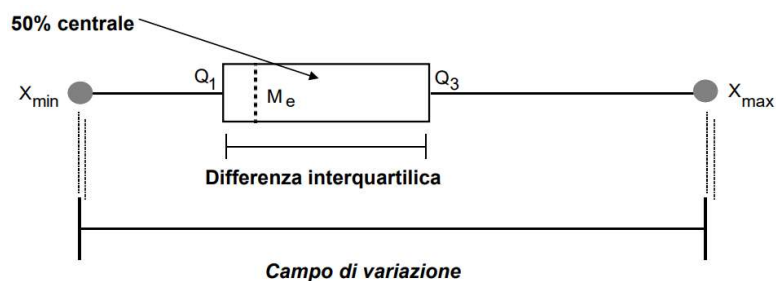 50% centrale
Q1
Q3
Xmin
Me
Xmax
Differenza interquartilica
Campo di variazione